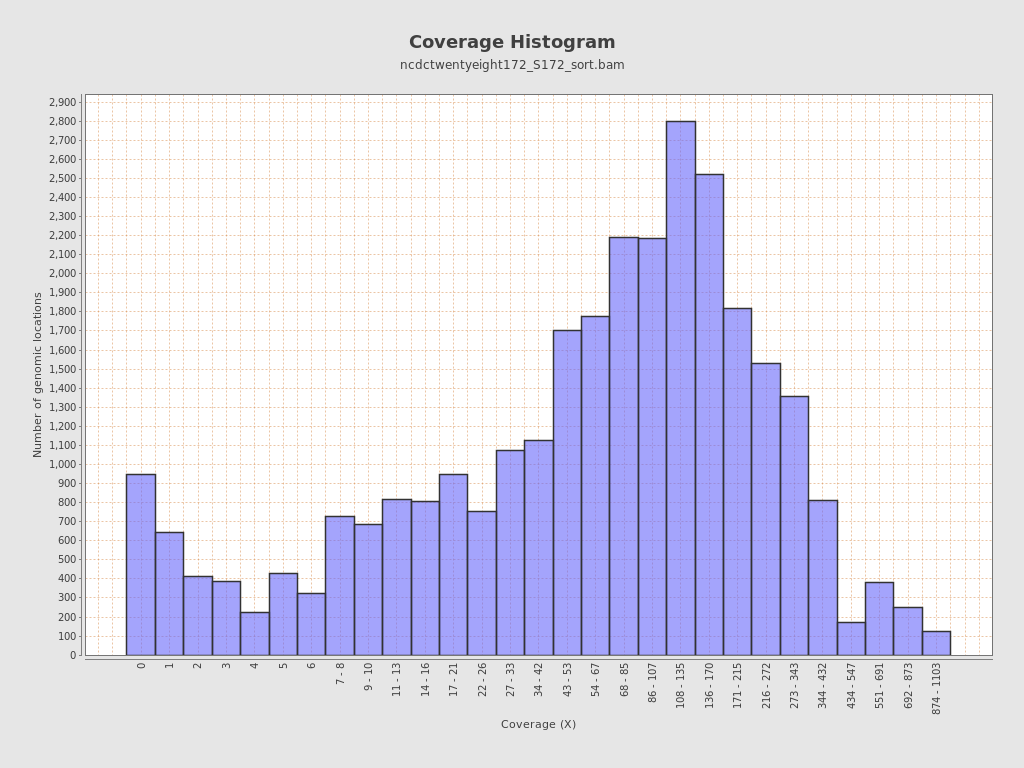 Coverage Histogram
ncdctwentyeight172_S172_sort.bam
Number of genomic locations
2,900
2,800
2,700
2,600
2,500
2,400
2,300
2,200
2,100
2,000
1,900
1,800
1,700
1,600
1,500
1,400
1,300
1,200
1,100
1,000
900
800
700
600
500
400
300
200
100
0
0
1
2
3
4
5
6
7 - 8
9 - 10
11 - 13
14 - 16
17 - 21
22 - 26
27 - 33
34 - 42
43 - 53
54 - 67
68 - 85
86 - 107
108 - 135
136 - 170
171 - 215
216 - 272
273 - 343
344 - 432
434 - 547
551 - 691
692 - 873
874 - 1103
Coverage (X)